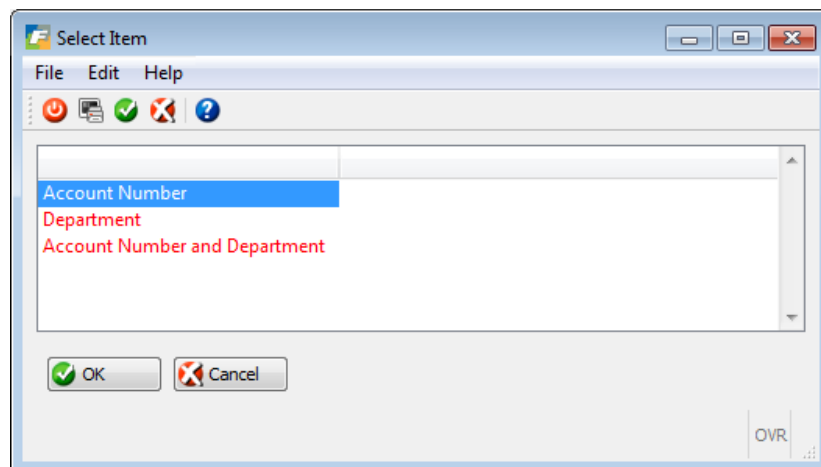 Select Item
File Edit Help
Account Number
Department
Account Number and Department
OK Cancel
OVR